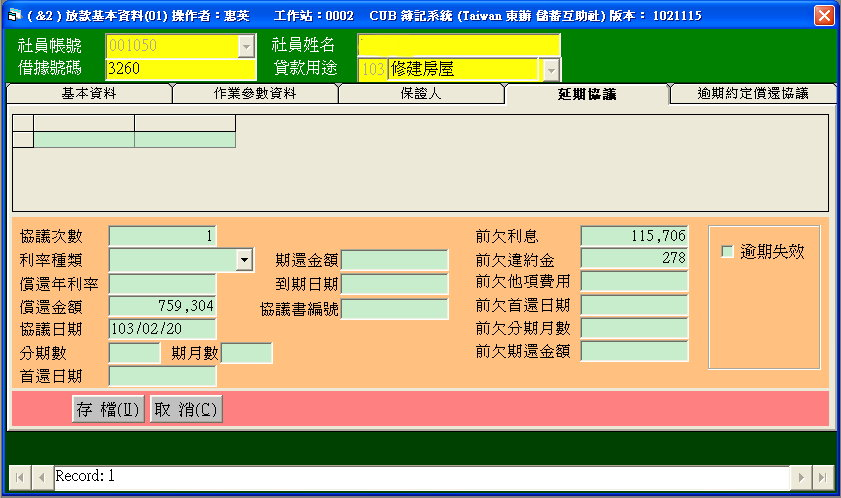 (&2) 放款基本資料(01) 操作者：惠英 工作站：0002 CUB 簿記系統 (Taiwan 東辦 儲蓄互助社) 版本： 1021115
社員帳號 001050 社員姓名
借據號碼 3260 貸款用途 103 修建房屋
基本資料 作業參數資料 保證人 延期協議 逾期約定償還協議
協議次數 1 前欠利息 115,706 逾期失效
利率種類 期還金額 前欠違約金 278
償還年利率 到期日期 前欠他項費用
償還金額 759,304 協議書編號 前欠首還日期
協議日期 103/02/20 前欠分期月數
分期數 期月數 前欠期還金額
首還日期
存 檔(U) 取 消(C)
Record: 1